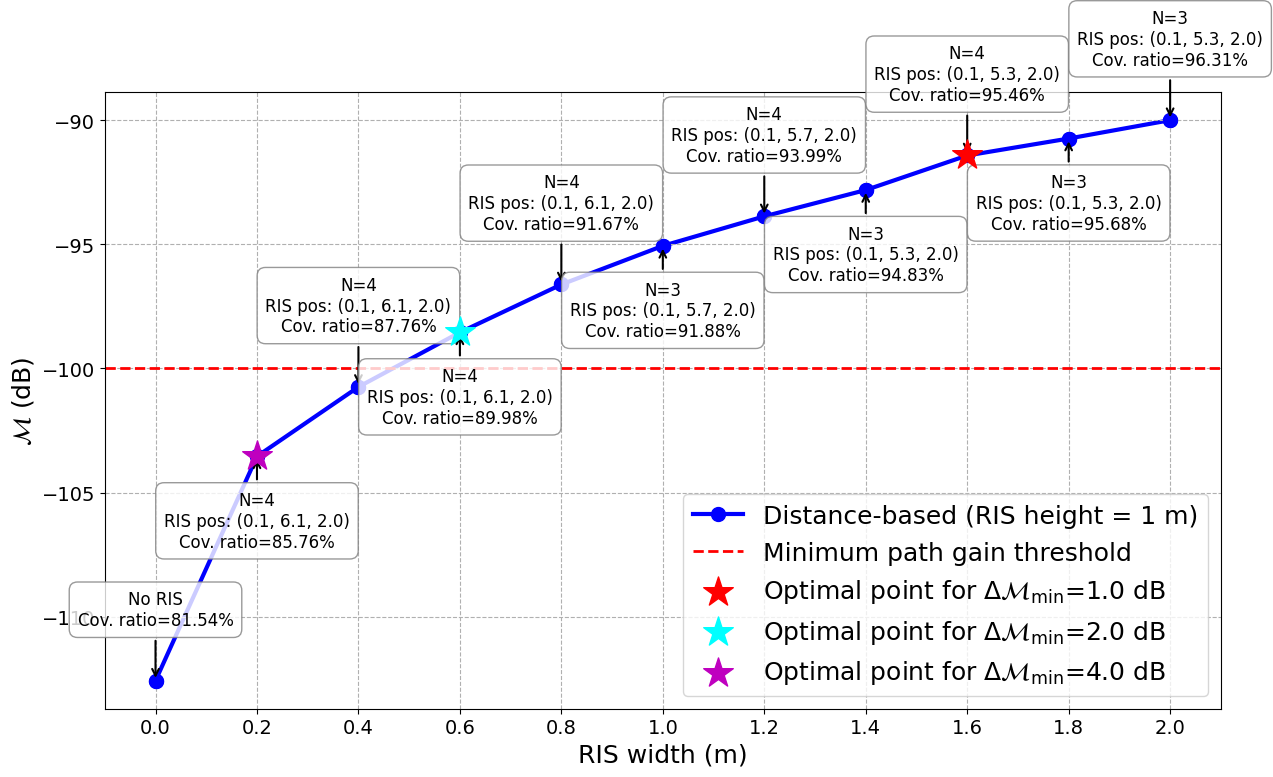 N=3
RIS pos: (0.1, 5.3, 2.0)
Cov. ratio=96.31%
N=4
RIS pos: (0.1, 5.3, 2.0)
Cov. ratio=95.46%
N=4
RIS pos: (0.1, 5.7, 2.0)
Cov. ratio=93.99%
N=4
RIS pos: (0.1, 6.1, 2.0)
Cov. ratio=91.67%
N=3
RIS pos: (0.1, 5.3, 2.0)
Cov. ratio=95.68%
N=3
RIS pos: (0.1, 5.3, 2.0)
Cov. ratio=94.83%
N=4
RIS pos: (0.1, 6.1, 2.0)
Cov. ratio=87.76%
N=3
RIS pos: (0.1, 5.7, 2.0)
Cov. ratio=91.88%
N=4
RIS pos: (0.1, 6.1, 2.0)
Cov. ratio=89.98%
N=4
RIS pos: (0.1, 6.1, 2.0)
Cov. ratio=85.76%
No RIS
Cov. ratio=81.54%
−90
−95
−100
−105
−110
ℳ (dB)
Distance-based (RIS height = 1 m)
Minimum path gain threshold
Optimal point for Δℳmin=1.0 dB
Optimal point for Δℳmin=2.0 dB
Optimal point for Δℳmin=4.0 dB
0.0 0.2 0.4 0.6 0.8 1.0 1.2 1.4 1.6 1.8 2.0
RIS width (m)